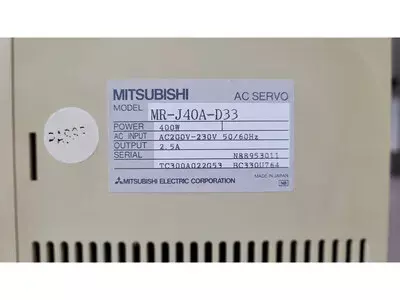 MITSUBISHI AC SERVO
MODEL MR-J40A-D33
POWER 400W
AC INPUT AC200V-230V 50/60Hz
OUTPUT 2.5A
SERIAL N88953011
TC300A022G53 BC330U764
MITSUBISHI ELECTRIC CORPORATION MADE IN JAPAN